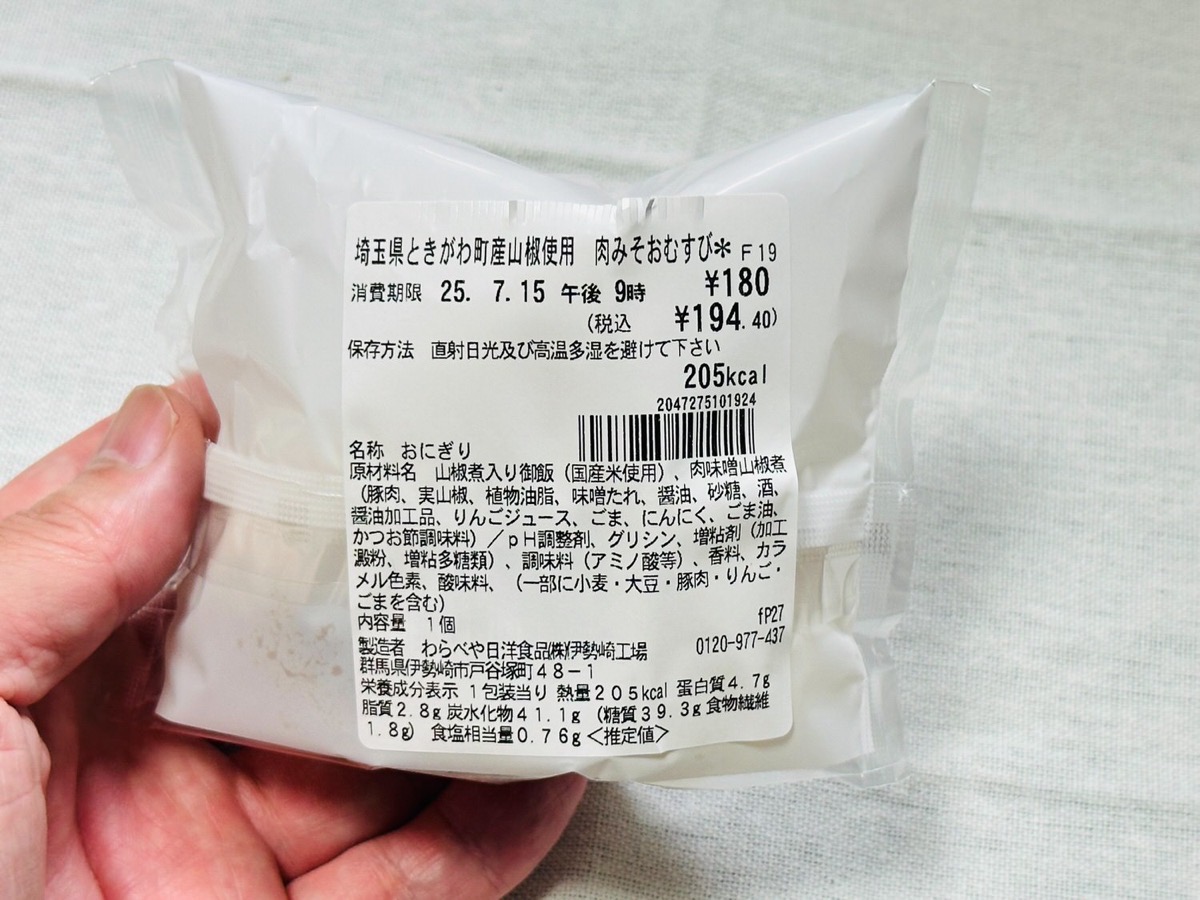 埼玉県ときがわ町産山椒使用 肉みそおむすび＊ F19
消費期限 25. 7.15 午後 9時 ¥180
(税込 ¥194.40)
保存方法 直射日光及び高温多湿を避けて下さい
205kcal
2047275101924
名称 おにぎり
原材料名 山椒煮入り御飯（国産米使用）、肉味噌山椒煮
（豚肉、実山椒、植物油脂、味噌たれ、醤油、砂糖、酒、
醤油加工品、りんごジュース、ごま、にんにく、ごま油、
かつお節調味料）／pH調整剤、グリシン、増粘剤（加工
澱粉、増粘多糖類）、調味料（アミノ酸等）、香料、カラ
メル色素、酸味料、（一部に小麦・大豆・豚肉・りんご・
ごまを含む）
内容量 1個 fP27
製造者 わらべや日洋食品㈱伊勢崎工場 0120-977-437
群馬県伊勢崎市戸谷塚町48－1
栄養成分表示 1包装当り 熱量205kcal 蛋白質4.7g
脂質2.8g 炭水化物41.1g （糖質39.3g 食物繊維
1.8g） 食塩相当量0.76g ＜推定値＞